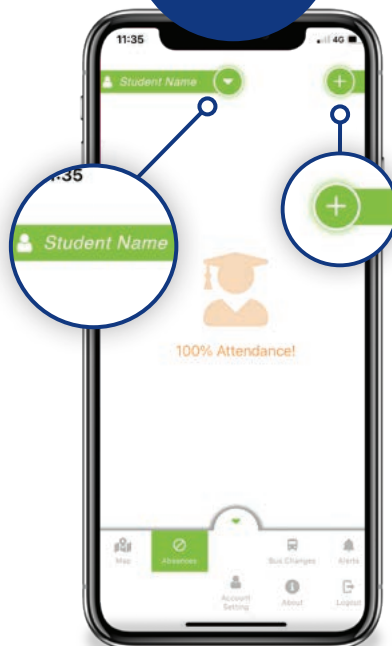 11:35
4G
Student Name
:35
Student Name
100% Attendance!
Map
Absences
Bus Changes
Alerts
Account
Setting
About
Logout